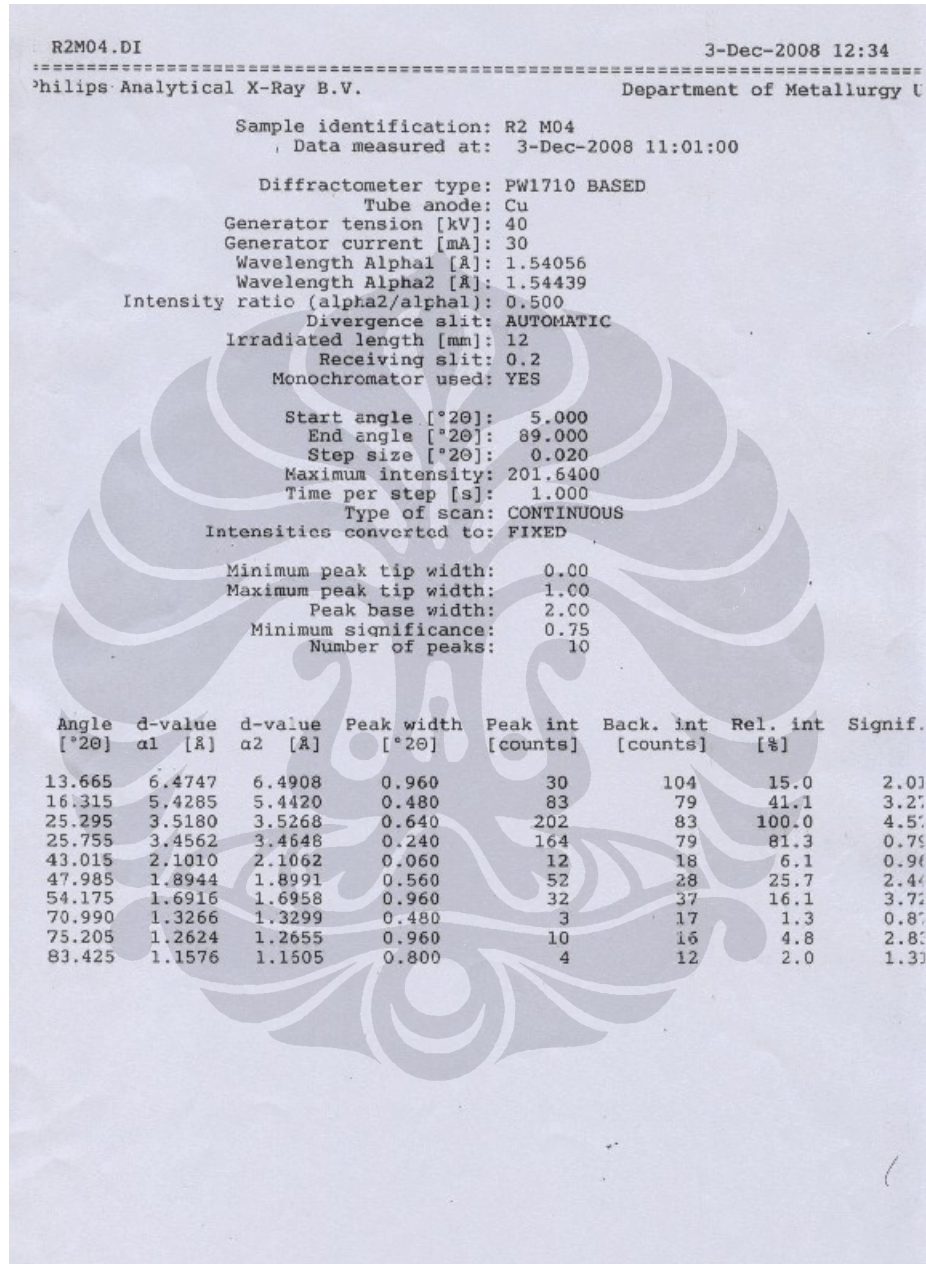 R2M04.DI 3-Dec-2008 12:34
Philips Analytical X-Ray B.V. Department of Metallurgy
Sample identification: R2 M04
Data measured at: 3-Dec-2008 11:01:00
Diffractometer type: PW1710 BASED
Tube anode: Cu
Generator tension [kV]: 40
Generator current [mA]: 30
Wavelength Alpha1 [Å]: 1.54056
Wavelength Alpha2 [Å]: 1.54439
Intensity ratio (alpha2/alpha1): 0.500
Divergence slit: AUTOMATIC
Irradiated length [mm]: 12
Receiving slit: 0.2
Monochromator used: YES
Start angle [°2Θ]: 5.000
End angle [°2Θ]: 89.000
Step size [°2Θ]: 0.020
Maximum intensity: 201.6400
Time per step [s]: 1.000
Type of scan: CONTINUOUS
Intensities converted to: FIXED
Minimum peak tip width: 0.00
Maximum peak tip width: 1.00
Peak base width: 2.00
Minimum significance: 0.75
Number of peaks: 10
Angle d-value d-value Peak width Peak int Back. int Rel. int Signif.
[°2Θ] α1 [Å] α2 [Å] [°2Θ] [counts] [counts] [%]
13.665 6.4747 6.4908 0.960 30 104 15.0
16.315 5.4285 5.4420 0.480 83 79 41.1
25.295 3.5180 3.5268 0.640 202 83 100.0
25.755 3.4562 3.4648 0.240 164 79 81.3
43.015 2.1010 2.1062 0.060 12 18 6.1
47.985 1.8944 1.8991 0.560 52 28 25.7
54.175 1.6916 1.6958 0.960 32 37 16.1
70.990 1.3266 1.3299 0.480 3 17 1.3
75.205 1.2624 1.2655 0.960 10 16 4.8
83.425 1.1576 1.1505 0.800 4 12 2.0